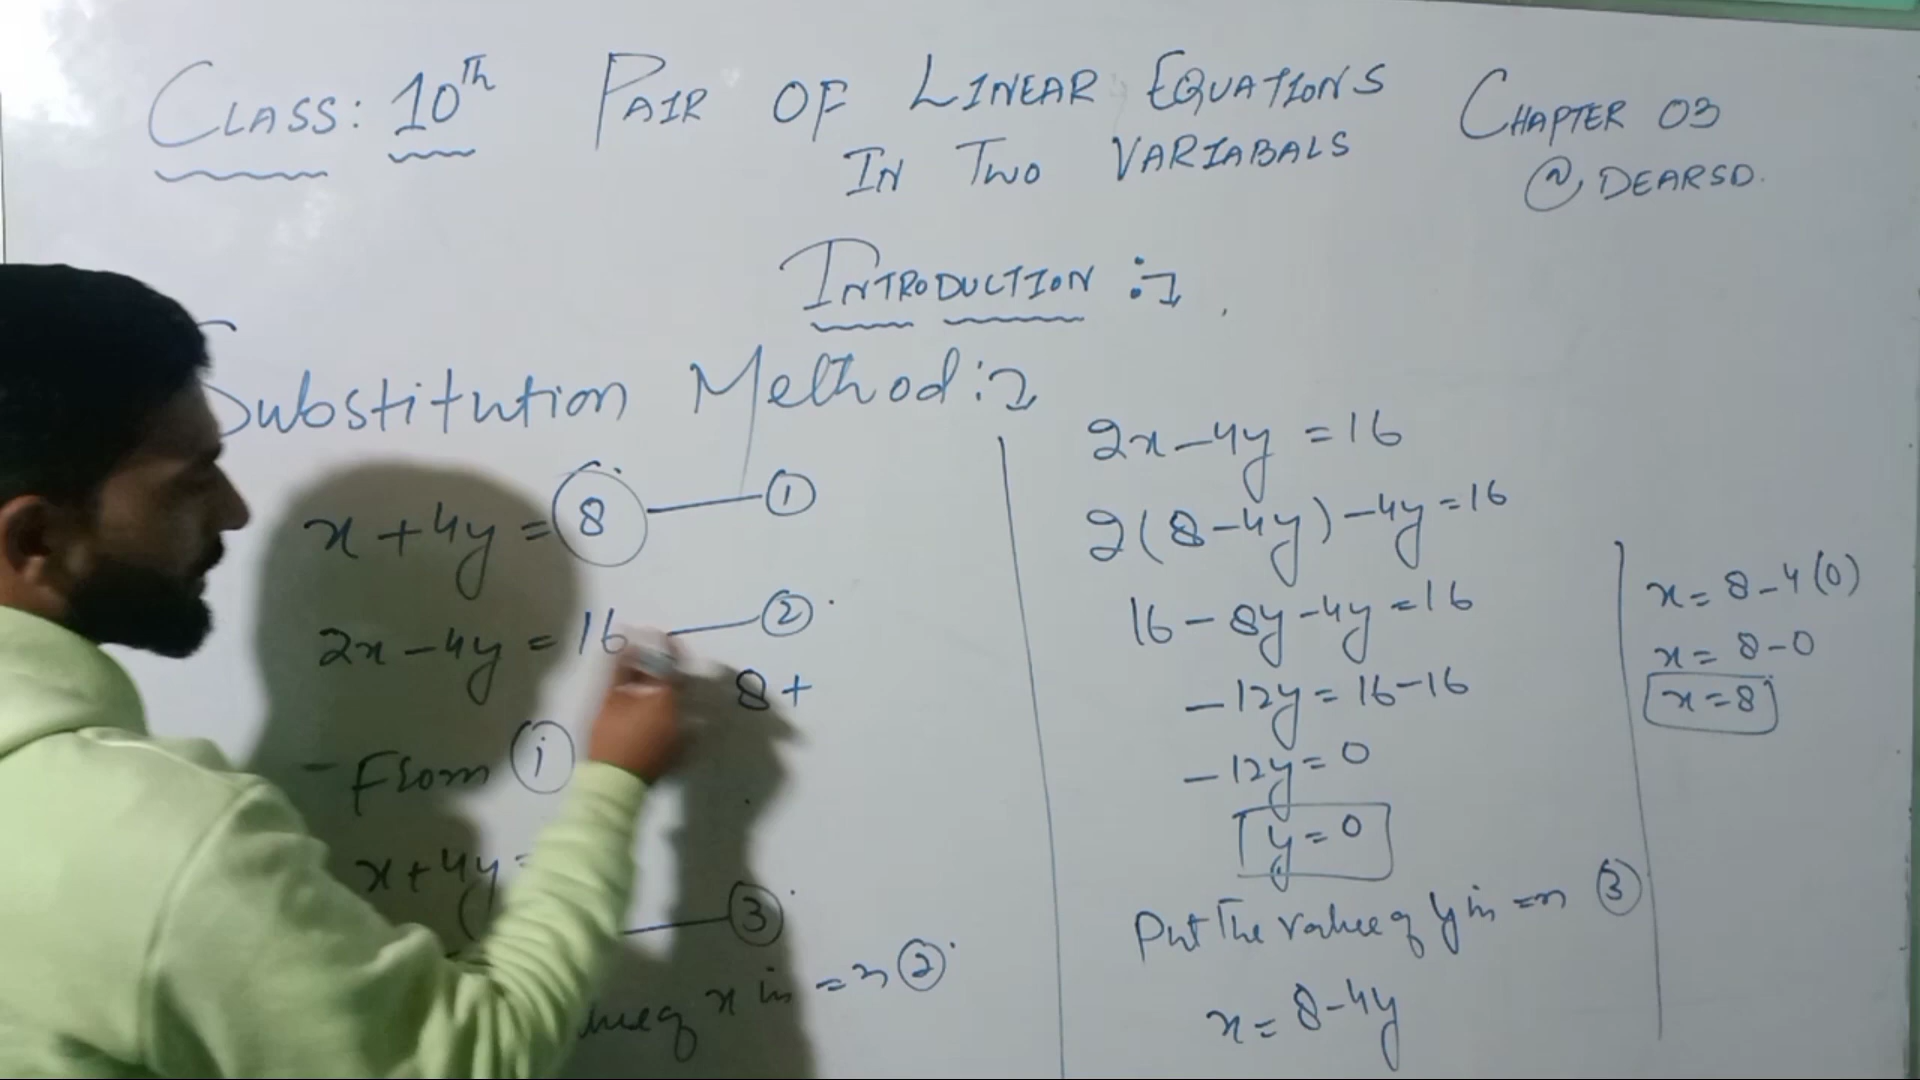 CLASS: 10Th PAIR OF LINEAR EQUATIONS
IN TWO VARIABALS
CHAPTER 03
@DEARSD.
INTRODUCTION :-
Substitution Method:-
x + 4y = 8 — 1
2x - 4y = 16 — 2
8 +
- From i
x + 4y =
— 3
x in =n 2
2x - 4y = 16
2(8 - 4y) - 4y = 16
16 - 8y - 4y = 16
- 12y = 16 - 16
- 12y = 0
y = 0
Put The value of y in =n 3
x = 8 - 4y
x = 8 - 4(0)
x = 8 - 0
x = 8